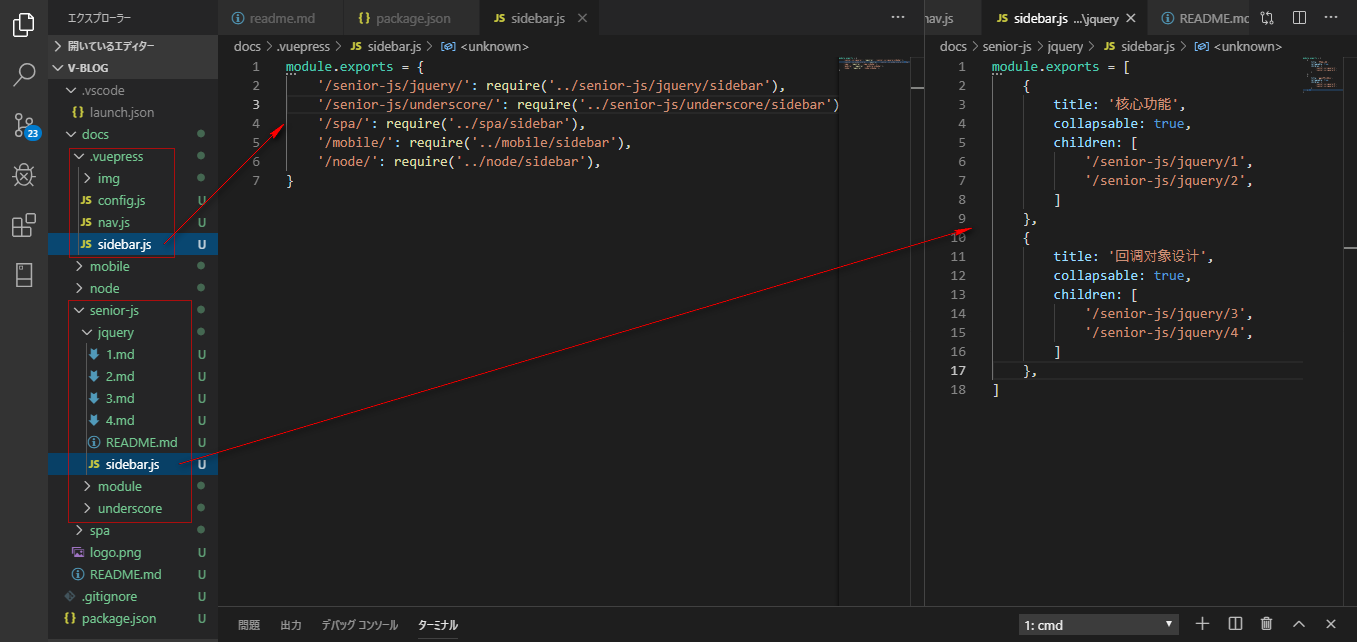 エクスプローラー
開いているエディター
V-BLOG
.vscode
launch.json
docs
.vuepress
img
JS config.js U
JS nav.js U
JS sidebar.js U
mobile
node
senior-js
jquery
1.md U
2.md U
3.md U
4.md U
README.md U
JS sidebar.js U
module
underscore
spa
logo.png U
README.md U
.gitignore U
{} package.json U
23
readme.md
{} package.json
JS sidebar.js ×
docs > .vuepress > JS sidebar.js > <unknown>
1 module.exports = {
2 '/senior-js/jquery/': require('../senior-js/jquery/sidebar'),
3 '/senior-js/underscore/': require('../senior-js/underscore/sidebar')
4 '/spa/': require('../spa/sidebar'),
5 '/mobile/': require('../mobile/sidebar'),
6 '/node/': require('../node/sidebar'),
7 }
nav.js
JS sidebar.js ...\jquery ×
README.md
docs > senior-js > jquery > JS sidebar.js > <unknown>
1 module.exports = [
2 {
3 title: '核心功能',
4 collapsable: true,
5 children: [
6 '/senior-js/jquery/1',
7 '/senior-js/jquery/2',
8 ]
9 },
10 {
11 title: '回调对象设计',
12 collapsable: true,
13 children: [
14 '/senior-js/jquery/3',
15 '/senior-js/jquery/4',
16 ]
17 },
18 ]
問題
出力
デバッグ コンソール
ターミナル
1: cmd